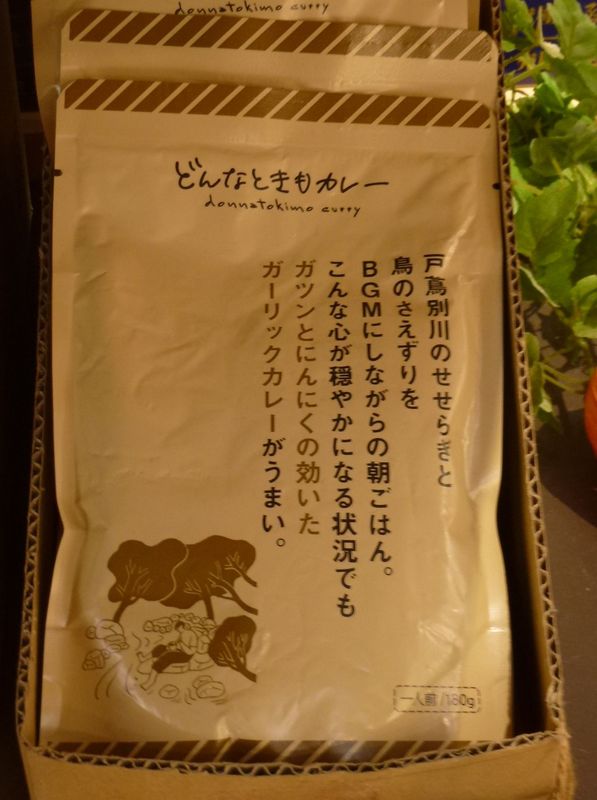 donnatokimo curry
どんなときもカレー
donnatokimo curry
戸蔦別川のせせらぎと
鳥のさえずりを
BGMにしながらの朝ごはん。
こんな心が穏やかになる状況でも
ガツンとにんにくの効いた
ガーリックカレーがうまい。
一人前/180g